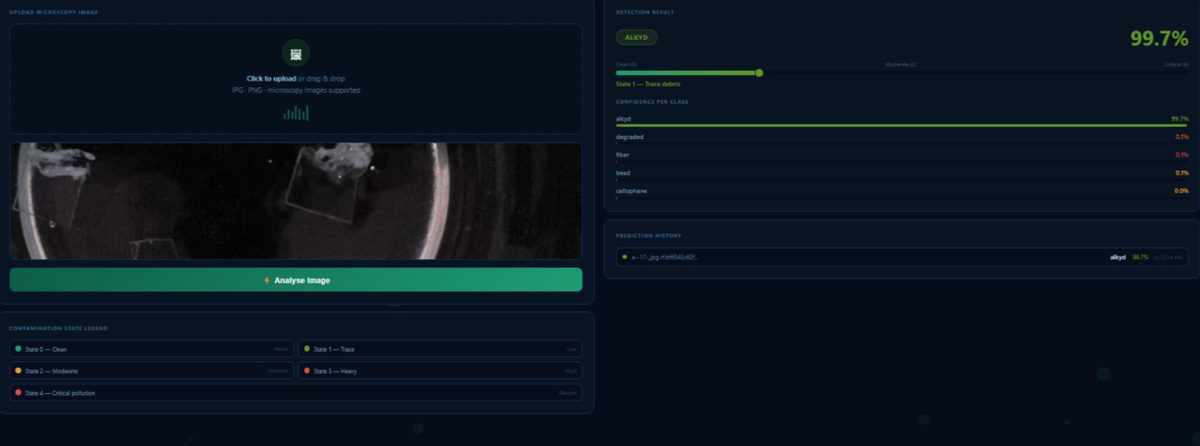 UPLOAD MICROSCOPY IMAGE
Click to upload or drag & drop
JPG · PNG · microscopy images supported
⚡ Analyse Image
CONTAMINATION STATE LEGEND
State 0 — Clean
State 1 — Trace Low
State 2 — Moderate Medium
State 3 — Heavy High
State 4 — Critical pollution Danger
DETECTION RESULT
ALKYD 99.7%
Clean (0) Moderate (2) Critical (4)
State 1 — Trace debris
CONFIDENCE PER CLASS
alkyd 99.7%
degraded 0.1%
fiber 0.1%
bead 0.1%
cellophane 0.0%
PREDICTION HISTORY
alkyd 99.7%